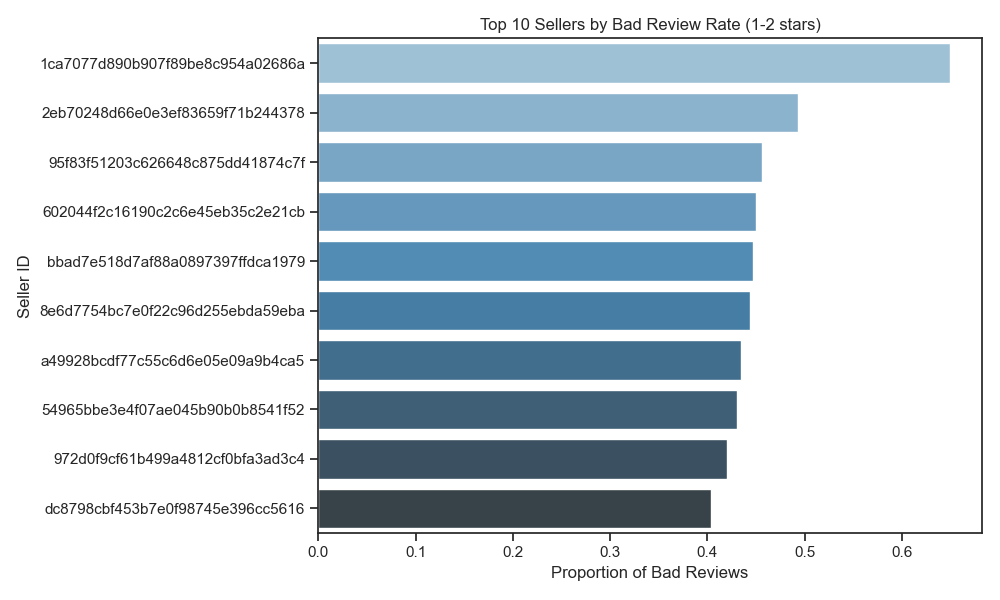 Top 10 Sellers by Bad Review Rate (1-2 stars)
Seller ID
1ca7077d890b907f89be8c954a02686a
2eb70248d66e0e3ef83659f71b244378
95f83f51203c626648c875dd41874c7f
602044f2c16190c2c6e45eb35c2e21cb
bbad7e518d7af88a0897397ffdca1979
8e6d7754bc7e0f22c96d255ebda59eba
a49928bcdf77c55c6d6e05e09a9b4ca5
54965bbe3e4f07ae045b90b0b8541f52
972d0f9cf61b499a4812cf0bfa3ad3c4
dc8798cbf453b7e0f98745e396cc5616
0.0 0.1 0.2 0.3 0.4 0.5 0.6
Proportion of Bad Reviews